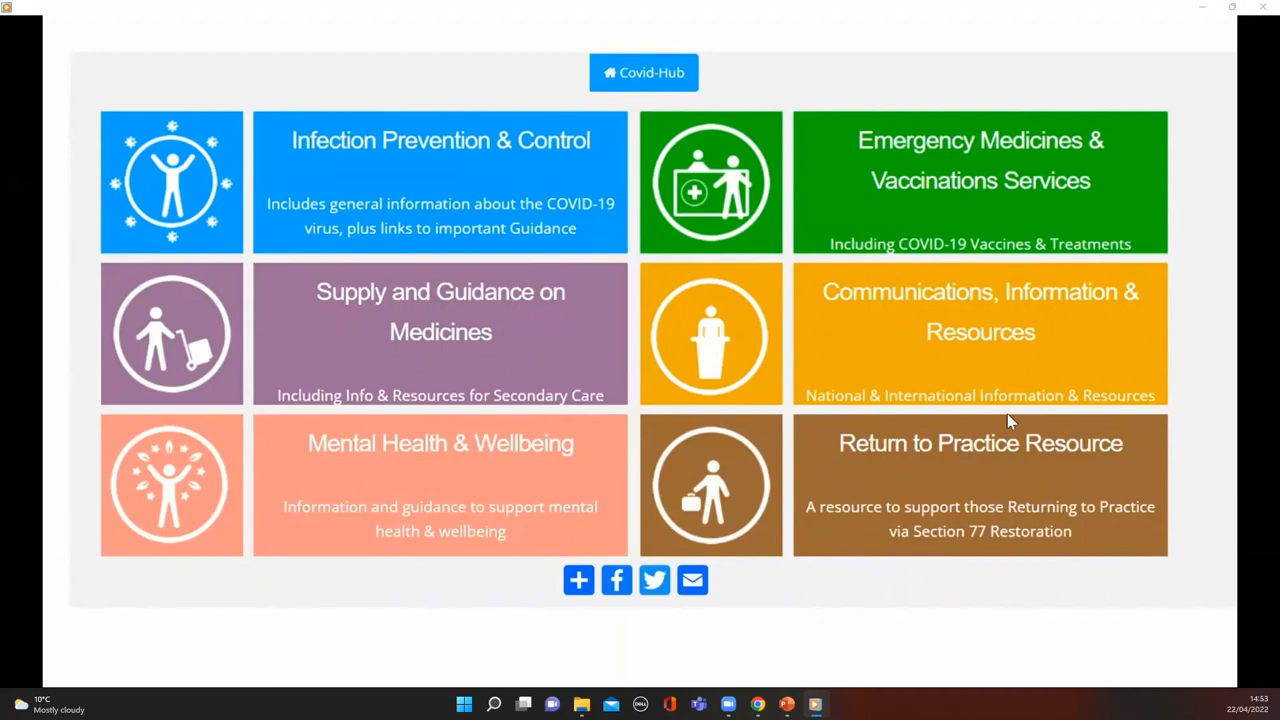 Covid-Hub
Infection Prevention & Control
Includes general information about the COVID-19
virus, plus links to important Guidance
Emergency Medicines &
Vaccinations Services
Including COVID-19 Vaccines & Treatments
Supply and Guidance on
Medicines
Including Info & Resources for Secondary Care
Communications, Information &
Resources
National & International Information & Resources
Mental Health & Wellbeing
Information and guidance to support mental
health & wellbeing
Return to Practice Resource
A resource to support those Returning to Practice
via Section 77 Restoration
10°C
Mostly cloudy
DELL
14:53
22/04/2022